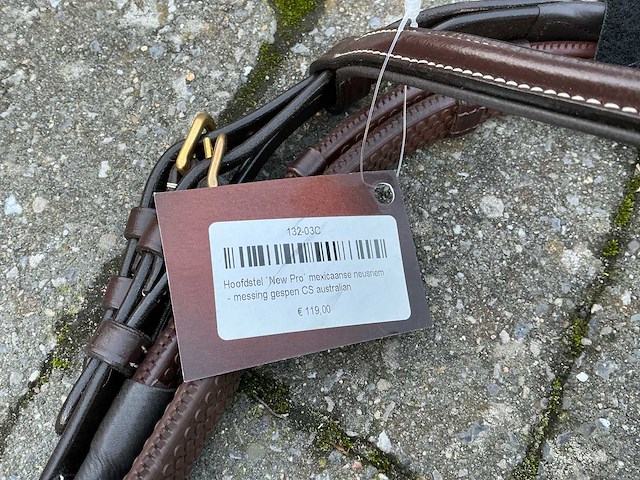 132-03C
Hoofdstel `New Pro` mexicaanse neusriem
- messing gespen CS australian
€ 119,00